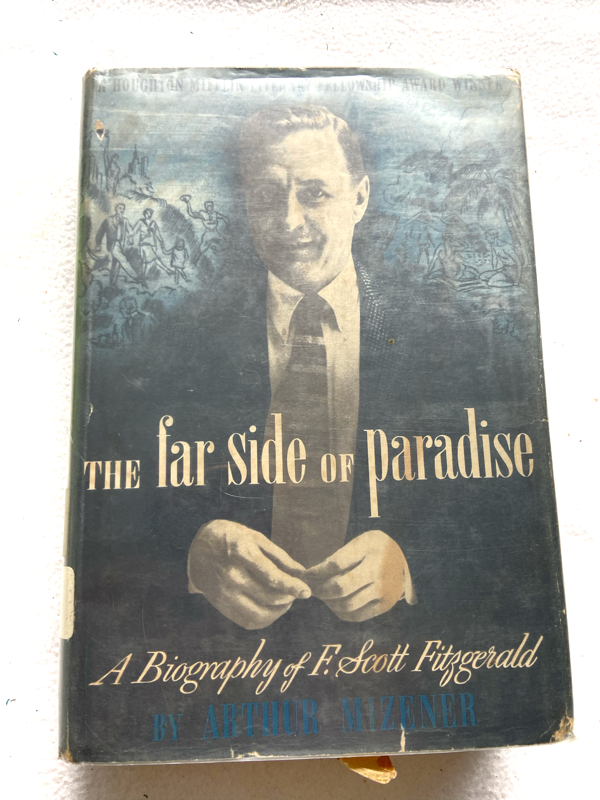 A HOUGHTON MIFFLIN LITERARY FELLOWSHIP AWARD WINNER
THE far side OF paradise
A Biography of F. Scott Fitzgerald
BY ARTHUR MIZENER